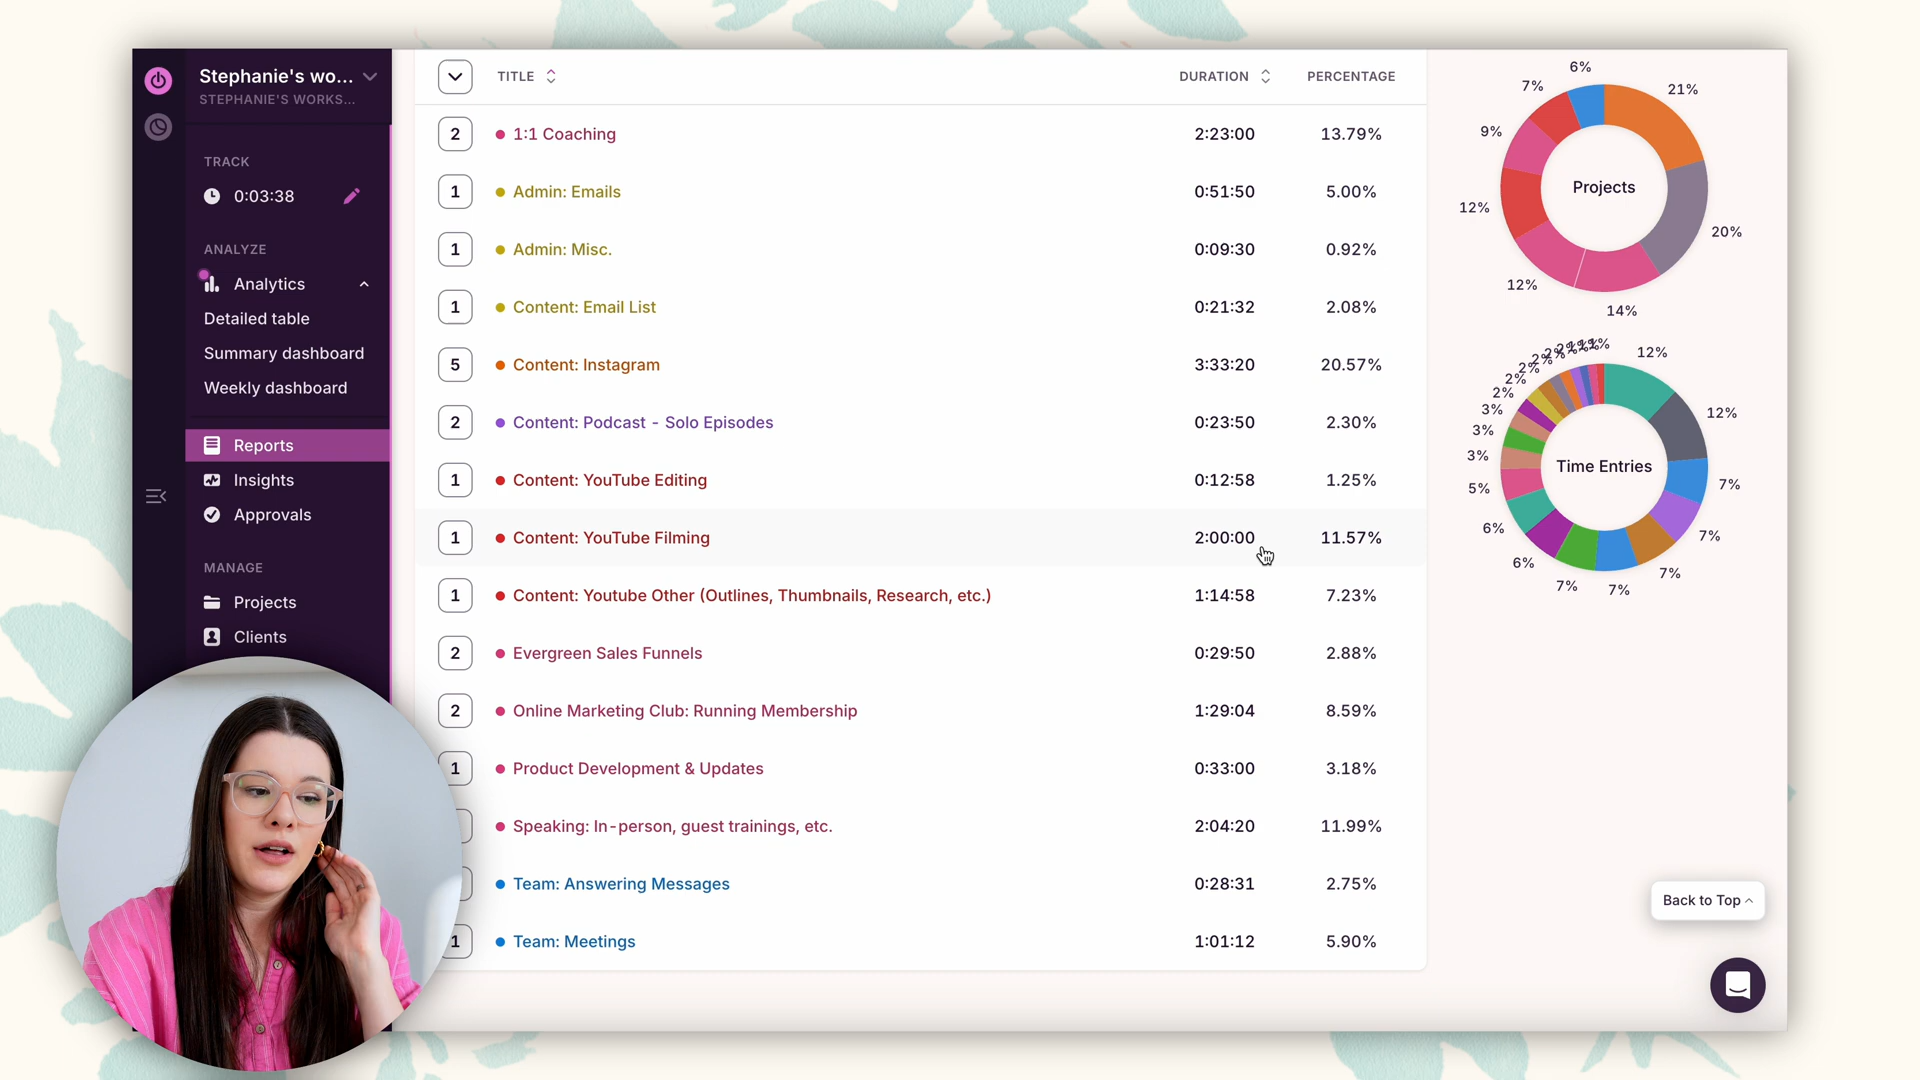 Stephanie's wo...
STEPHANIE'S WORKS...
TRACK
0:03:38
ANALYZE
Analytics
Detailed table
Summary dashboard
Weekly dashboard
Reports
Insights
Approvals
MANAGE
Projects
Clients
TITLE DURATION PERCENTAGE
2 1:1 Coaching 2:23:00 13.79%
1 Admin: Emails 0:51:50 5.00%
1 Admin: Misc. 0:09:30 0.92%
1 Content: Email List 0:21:32 2.08%
5 Content: Instagram 3:33:20 20.57%
2 Content: Podcast - Solo Episodes 0:23:50 2.30%
1 Content: YouTube Editing 0:12:58 1.25%
1 Content: YouTube Filming 2:00:00 11.57%
1 Content: Youtube Other (Outlines, Thumbnails, Research, etc.) 1:14:58 7.23%
2 Evergreen Sales Funnels 0:29:50 2.88%
2 Online Marketing Club: Running Membership 1:29:04 8.59%
1 Product Development & Updates 0:33:00 3.18%
Speaking: In-person, guest trainings, etc. 2:04:20 11.99%
Team: Answering Messages 0:28:31 2.75%
1 Team: Meetings 1:01:12 5.90%
6%
21%
7%
9%
Projects
12%
20%
12%
14%
12%
2%
2%
2%
2%
12%
3%
3%
3%
Time Entries
5%
7%
6%
7%
6%
7%
7%
7%
Back to Top